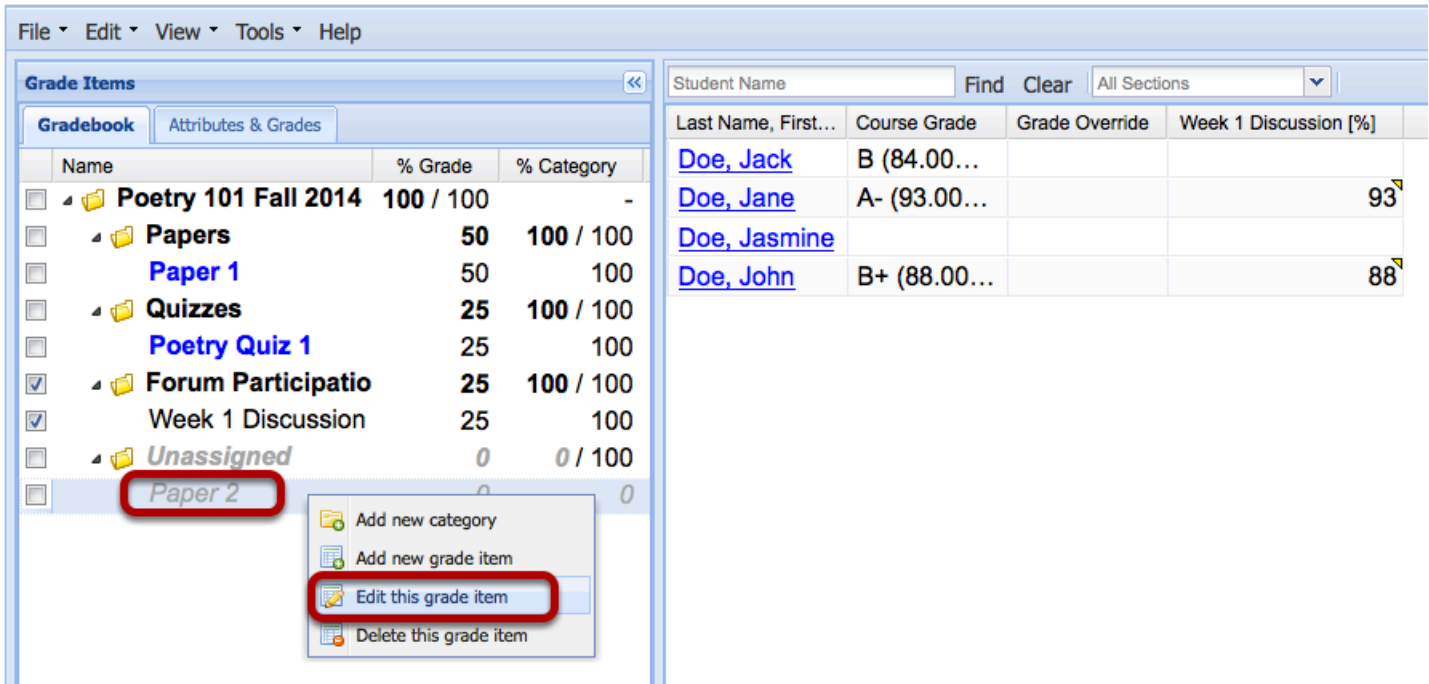 File Edit View Tools Help
Grade Items
Gradebook Attributes & Grades
Name % Grade % Category
Poetry 101 Fall 2014 100 / 100 -
Papers 50 100 / 100
Paper 1 50 100
Quizzes 25 100 / 100
Poetry Quiz 1 25 100
Forum Participatio 25 100 / 100
Week 1 Discussion 25 100
Unassigned 0 0 / 100
Paper 2 0 0
Add new category
Add new grade item
Edit this grade item
Delete this grade item
Student Name Find Clear All Sections
Last Name, First... Course Grade Grade Override Week 1 Discussion [%]
Doe, Jack B (84.00...
Doe, Jane A- (93.00... 93
Doe, Jasmine
Doe, John B+ (88.00... 88